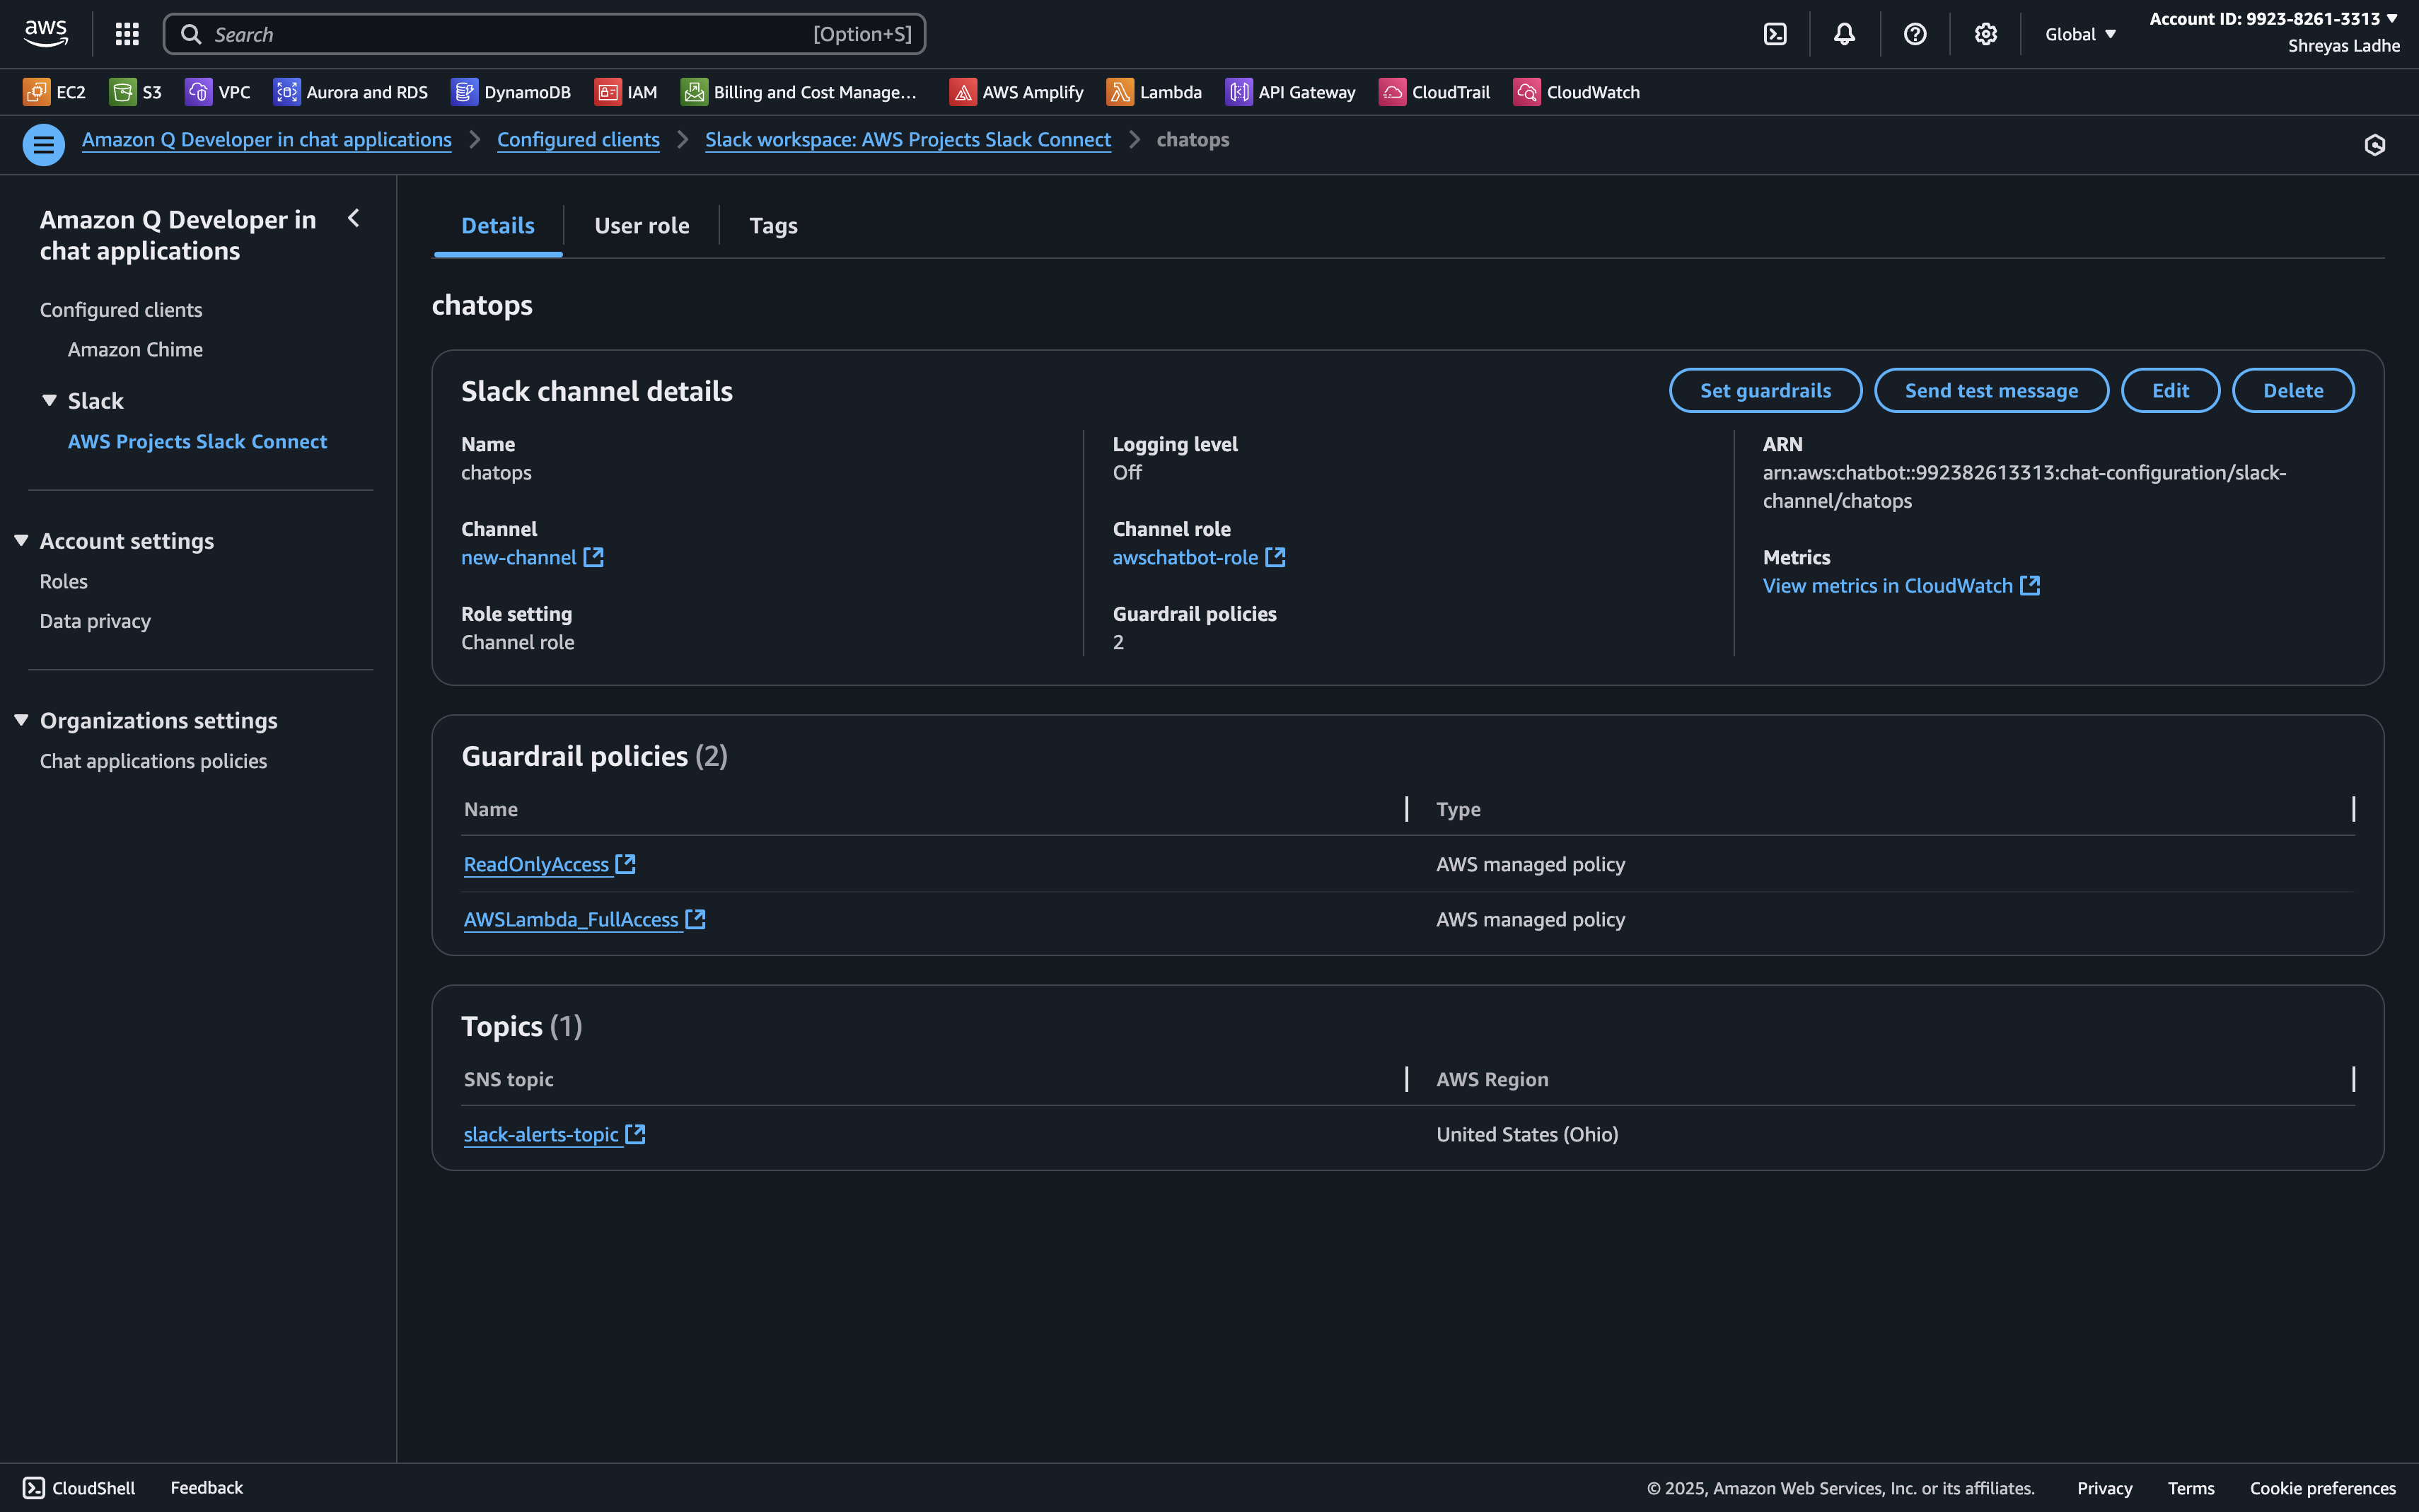 aws
Search [Option+S]
Global ▼
Account ID: 9923-8261-3313 ▼
Shreyas Ladhe
EC2 S3 VPC Aurora and RDS DynamoDB IAM Billing and Cost Manage... AWS Amplify Lambda API Gateway CloudTrail CloudWatch
Amazon Q Developer in chat applications > Configured clients > Slack workspace: AWS Projects Slack Connect > chatops
Amazon Q Developer in
chat applications
Configured clients
Amazon Chime
Slack
AWS Projects Slack Connect
Account settings
Roles
Data privacy
Organizations settings
Chat applications policies
Details User role Tags
chatops
Slack channel details
Set guardrails Send test message Edit Delete
Name
chatops
Channel
new-channel
Role setting
Channel role
Logging level
Off
Channel role
awschatbot-role
Guardrail policies
2
ARN
arn:aws:chatbot::992382613313:chat-configuration/slack-
channel/chatops
Metrics
View metrics in CloudWatch
Guardrail policies (2)
Name Type
ReadOnlyAccess AWS managed policy
AWSLambda_FullAccess AWS managed policy
Topics (1)
SNS topic AWS Region
slack-alerts-topic United States (Ohio)
CloudShell Feedback © 2025, Amazon Web Services, Inc. or its affiliates. Privacy Terms Cookie preferences